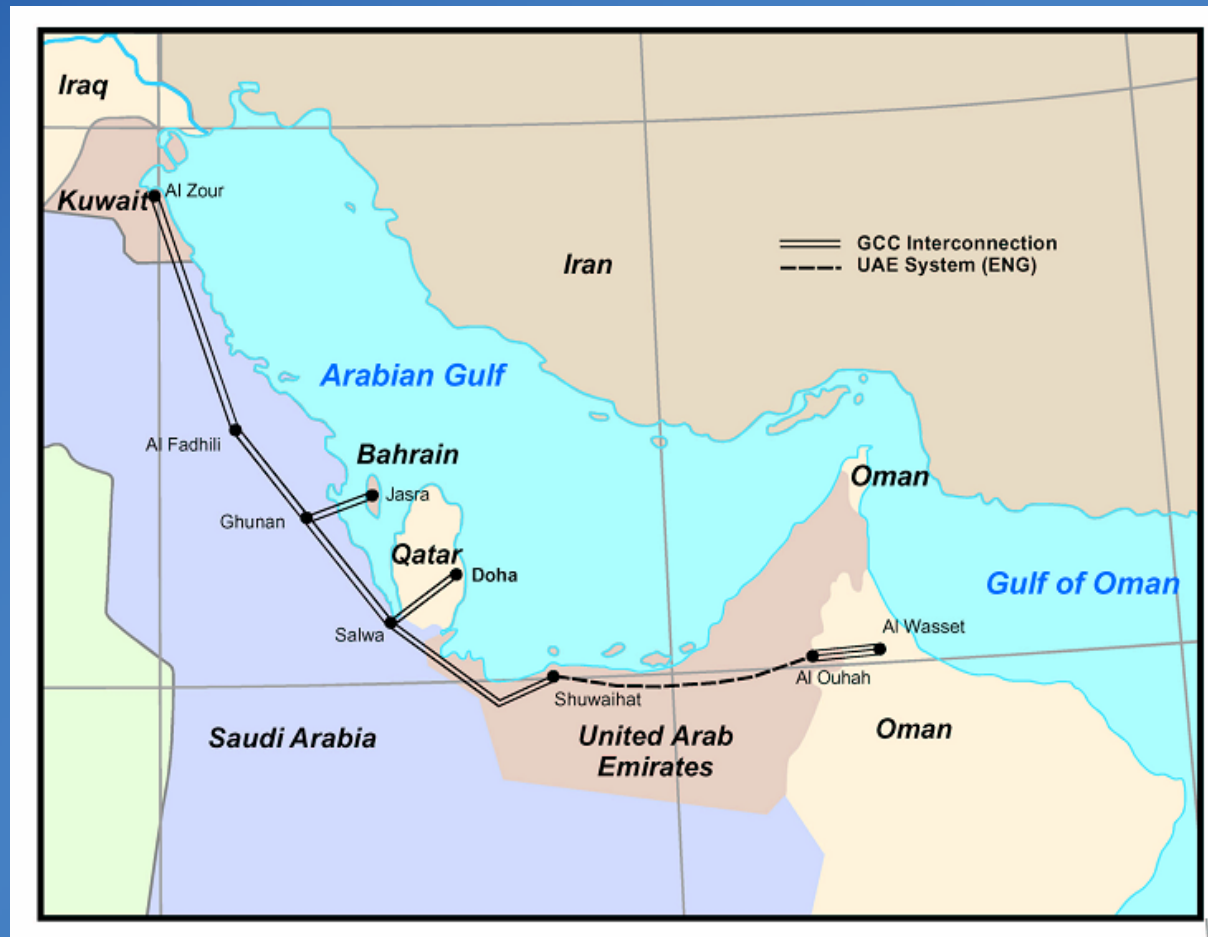 Iraq
Kuwait
Al Zour
Iran
GCC Interconnection
UAE System (ENG)
Arabian Gulf
Al Fadhili
Bahrain
Jasra
Ghunan
Oman
Qatar
Doha
Gulf of Oman
Salwa
Al Wasset
Al Ouhah
Shuwaihat
Saudi Arabia
United Arab
Emirates
Oman